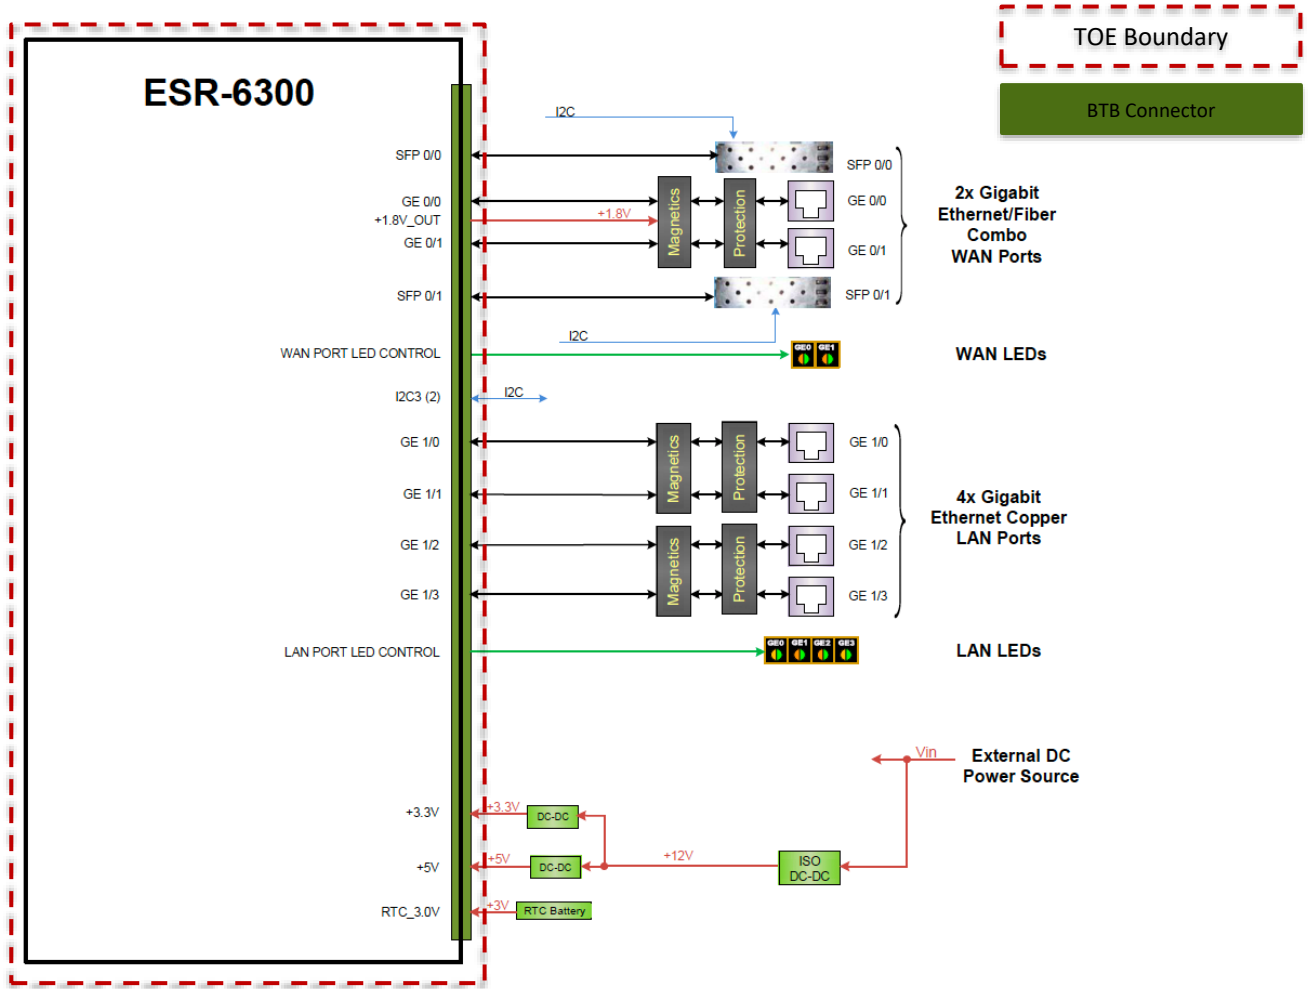 TOE Boundary
BTB Connector
ESR-6300
I2C
SFP 0/0
SFP 0/0
GE 0/0
+1.8V_OUT
+1.8V
GE 0/1
Magnetics
Protection
GE 0/0
GE 0/1
2x Gigabit
Ethernet/Fiber
Combo
WAN Ports
SFP 0/1
SFP 0/1
I2C
WAN PORT LED CONTROL
GE0 GE1
WAN LEDs
I2C3 (2)
I2C
GE 1/0
GE 1/1
Magnetics
Protection
GE 1/0
GE 1/1
GE 1/2
GE 1/3
Magnetics
Protection
GE 1/2
GE 1/3
4x Gigabit
Ethernet Copper
LAN Ports
LAN PORT LED CONTROL
GE0 GE1 GE2 GE3
LAN LEDs
Vin
External DC
Power Source
+3.3V
+3.3V
DC-DC
+5V
+5V
DC-DC
+12V
ISO
DC-DC
RTC_3.0V
+3V
RTC Battery